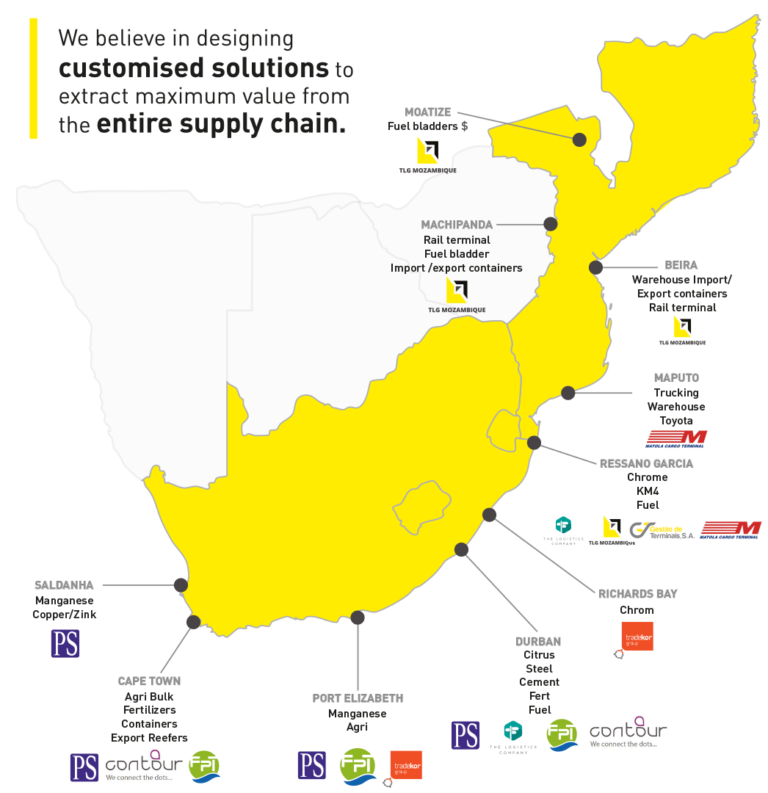 We believe in designing
customised solutions to
extract maximum value from
the entire supply chain.
MOATIZE
Fuel bladers $
TLG MOZAMBIQUE
MACHIPANDA
Rail terminal
Fuel bladder
Import /export containers
TLG MOZAMBIQUE
BEIRA
Warehouse Import/
Export containers
Rail terminal
TLG MOZAMBIQUE
MAPUTO
Trucking
Warehouse
Toyota
M
MATOLA CARGO TERMINAL
RESSANO GARCIA
Chrome
KM4
Fuel
THE LOGISTICS
COMPANY
TLG MOZAMBIQUE
Gestão de
Terminais, S.A.
M
MATOLA CARGO TERMINAL
RICHARDS BAY
Chrom
tradekor
SALDANHA
Manganese
Copper/Zink
PS
CAPE TOWN
Agri Bulk
Fertilizers
Containers
Export Reefers
PS
contour
We connect the dots...
FPT
PORT ELIZABETH
Manganese
Agri
PS
FPT
tradekor
DURBAN
Citrus
Steel
Cement
Fert
Fuel
PS
THE LOGISTICS
COMPANY
FPT
contour
We connect the dots...